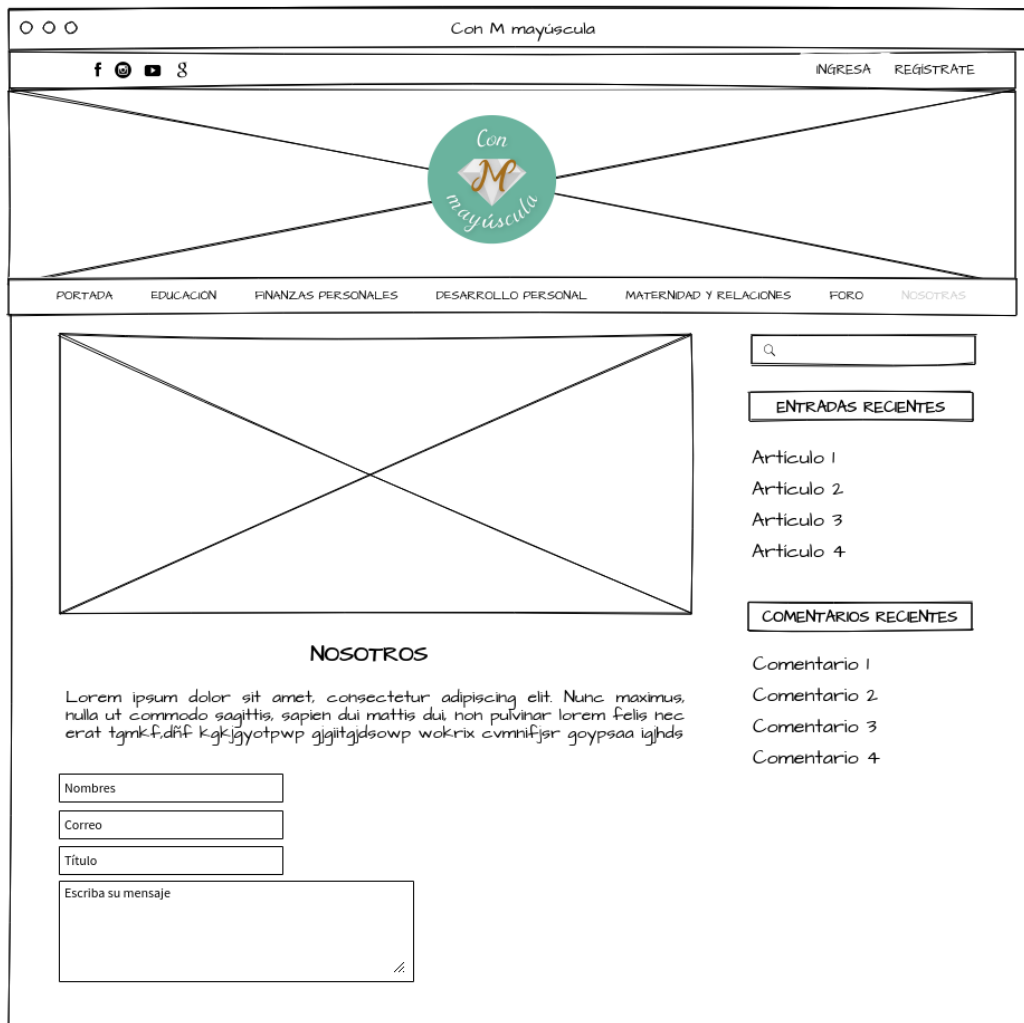 Con M mayúscula
INGRESA REGISTRATE
Con
M
mayúscula
PORTADA EDUCACION FINANZAS PERSONALES DESARROLLO PERSONAL MATERNIDAD Y RELACIONES FORO NOSOTRAS
ENTRADAS RECIENTES
Artículo 1
Artículo 2
Artículo 3
Artículo 4
COMENTARIOS RECIENTES
Comentario 1
Comentario 2
Comentario 3
Comentario 4
NOSOTROS
Lorem ipsum dolor sit amet, consectetur adipiscing elit. Nunc maximus,
nulla ut commodo sagittis, sapien dui mattis dui, non pulvinar lorem felis nec
erat tgmkf,dñf kgkjgyotpwp gjgiitgjdsowp wokrix cvmnifjsr goypsaa igjhds
Nombres
Correo
Título
Escriba su mensaje